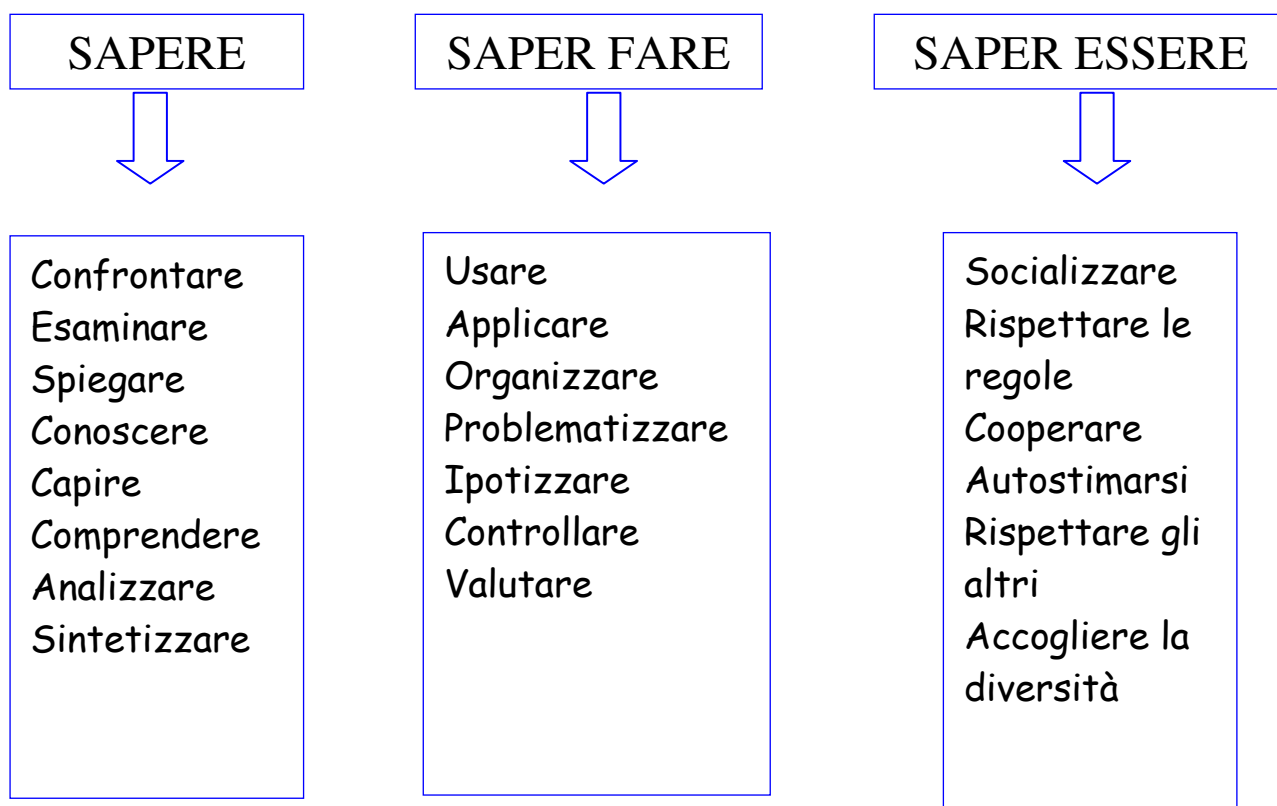 SAPERE
SAPER FARE
SAPER ESSERE
Confrontare
Esaminare
Spiegare
Conoscere
Capire
Comprendere
Analizzare
Sintetizzare
Usare
Applicare
Organizzare
Problematizzare
Ipotizzare
Controllare
Valutare
Socializzare
Rispettare le
regole
Cooperare
Autostimarsi
Rispettare gli
altri
Accogliere la
diversità